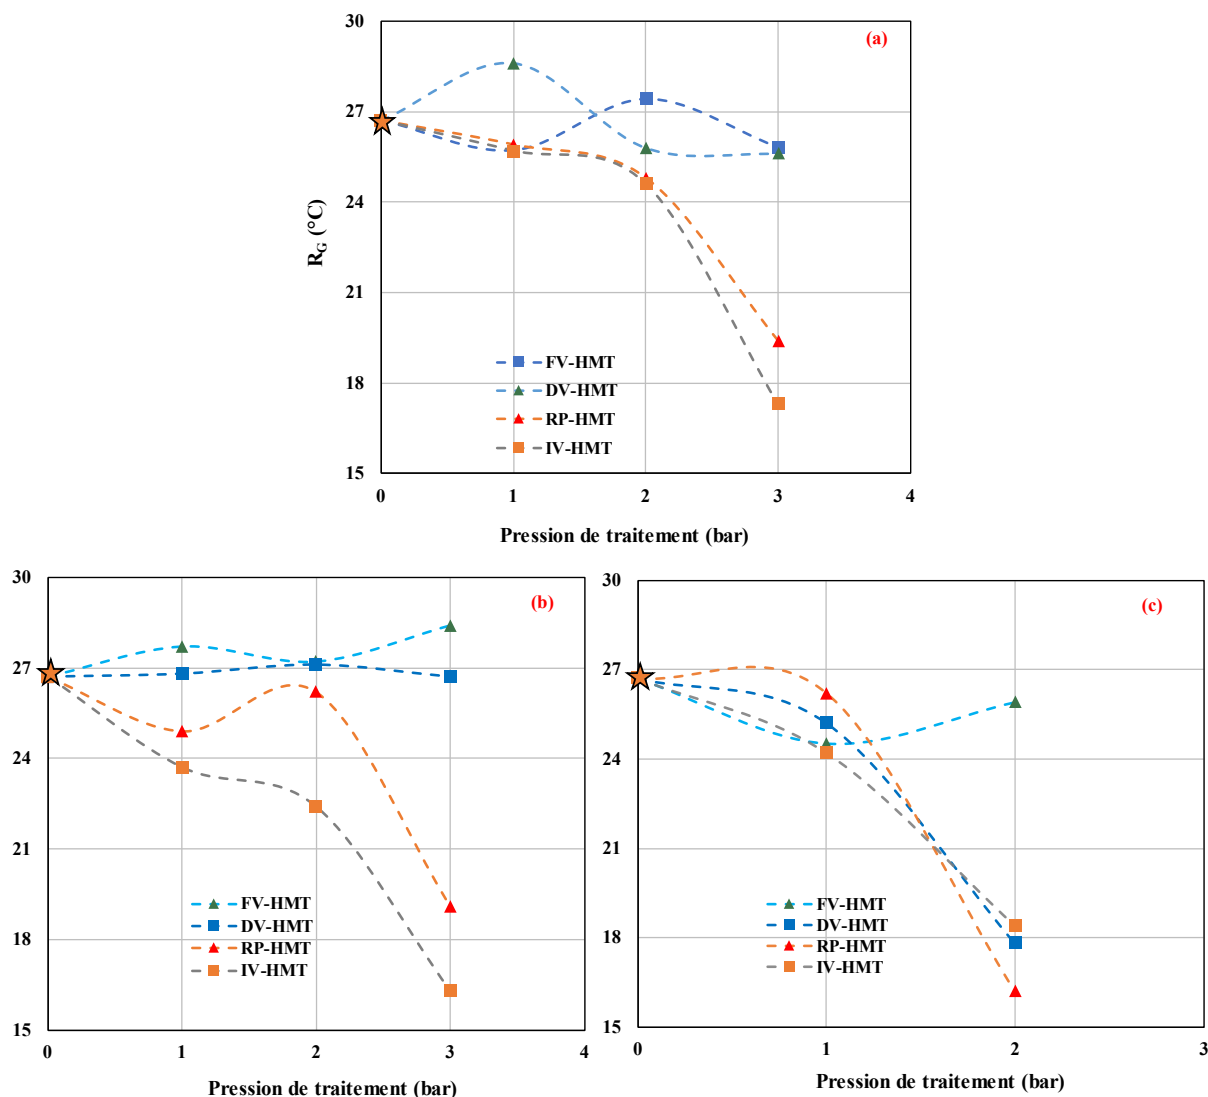 30
(a)
27
24
R_G (°C)
21
FV-HMT
DV-HMT
18
RP-HMT
IV-HMT
15
0 1 2 3 4
Pression de traitement (bar)
30
(b)
27
24
21
FV-HMT
DV-HMT
18
RP-HMT
IV-HMT
15
0 1 2 3 4
Pression de traitement (bar)
30
(c)
27
24
21
FV-HMT
DV-HMT
18
RP-HMT
IV-HMT
15
0 1 2 3
Pression de traitement (bar)